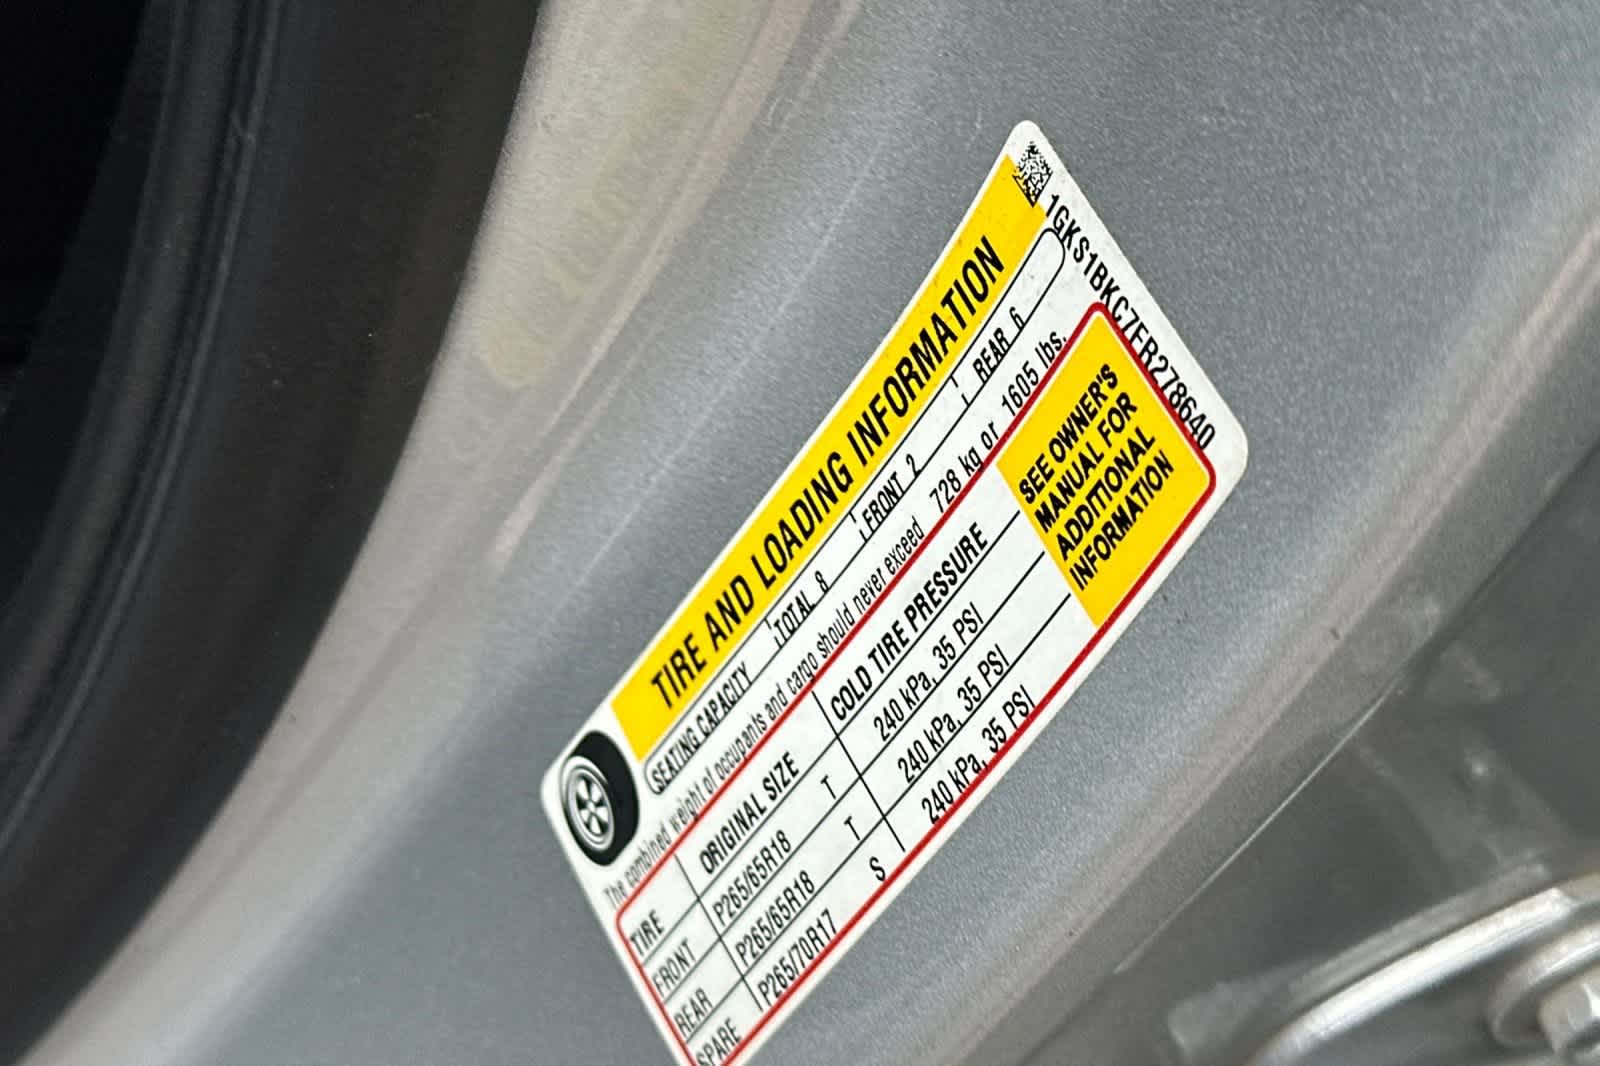 1GKS1BKC7FR278640
TIRE AND LOADING INFORMATION
SEATING CAPACITY TOTAL 8 FRONT 2 REAR 6
The combined weight of occupants and cargo should never exceed 728 kg or 1605 lbs.
TIRE ORIGINAL SIZE COLD TIRE PRESSURE
FRONT P265/65R18 T 240 kPa, 35 PSI
REAR P265/65R18 T 240 kPa, 35 PSI
SPARE P265/70R17 S 240 kPa, 35 PSI
SEE OWNER'S
MANUAL FOR
ADDITIONAL
INFORMATION